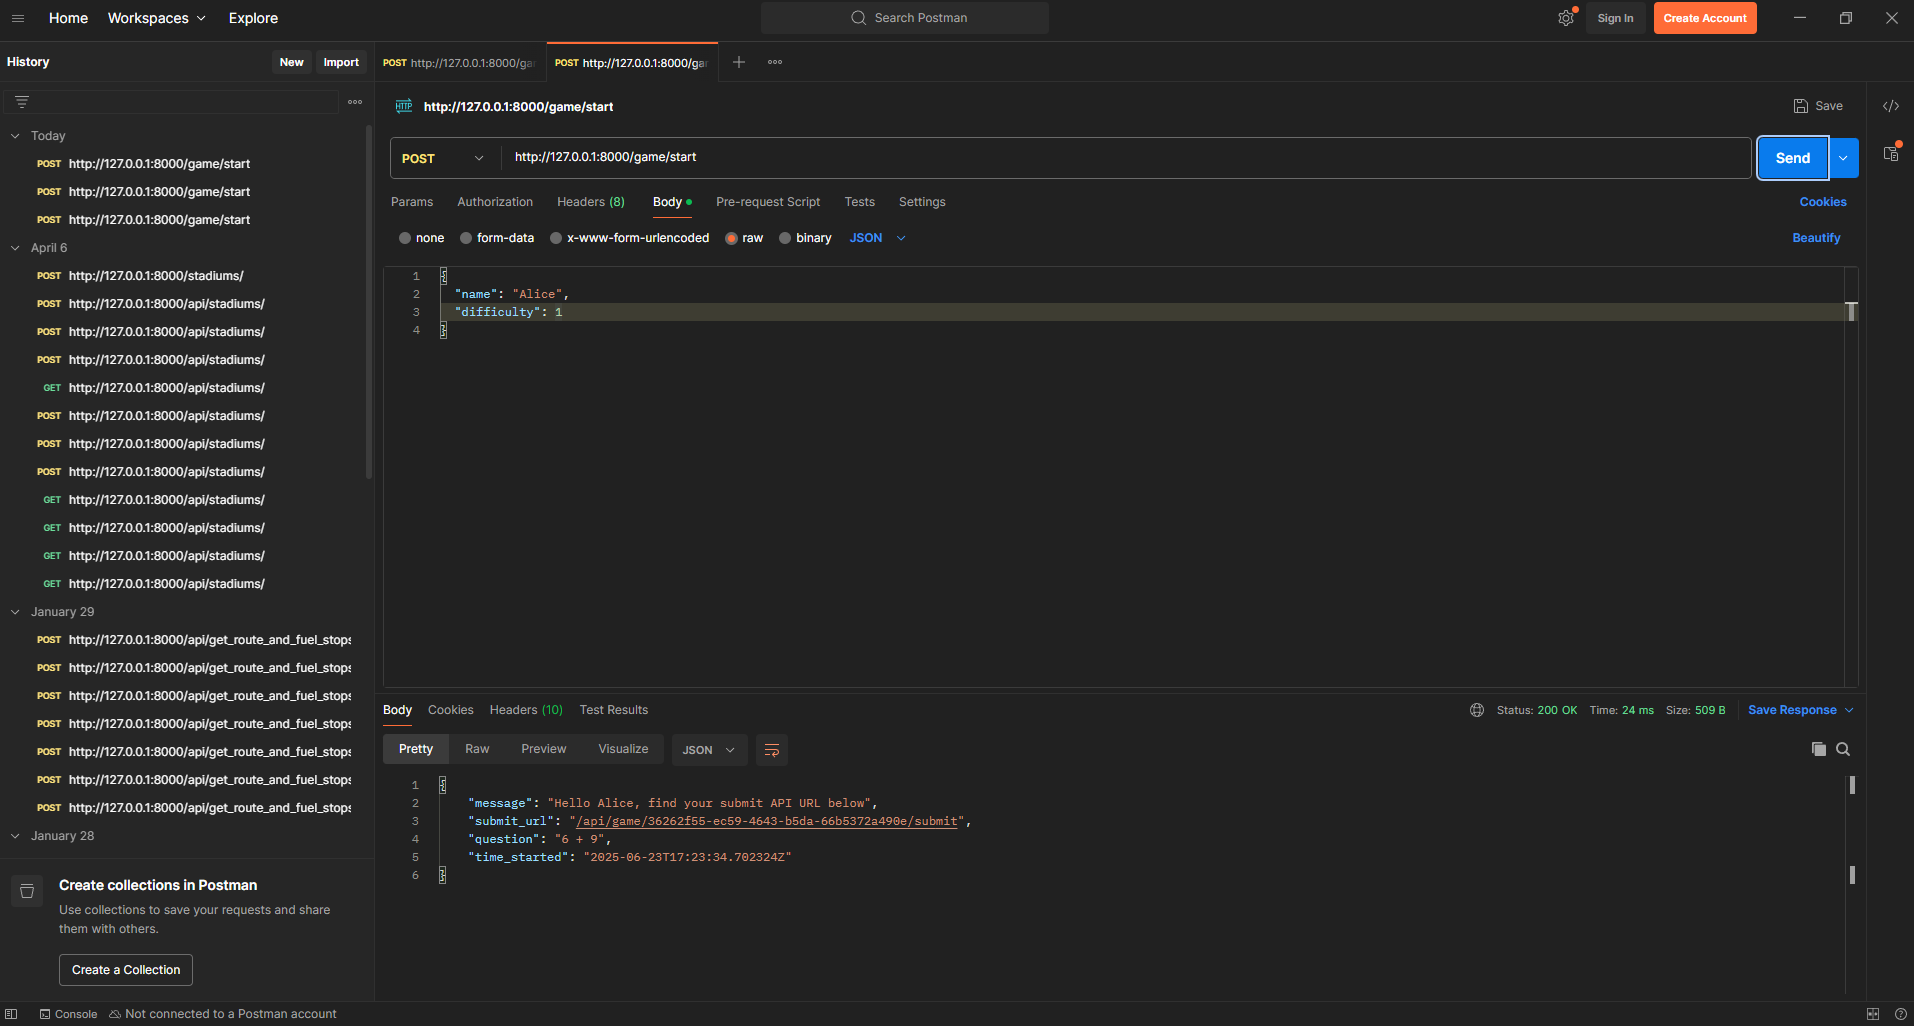 Home Workspaces Explore Search Postman Sign In Create Account
History New Import
POST http://127.0.0.1:8000/ga POST http://127.0.0.1:8000/ga
HTTP http://127.0.0.1:8000/game/start Save
Today
POST http://127.0.0.1:8000/game/start
POST http://127.0.0.1:8000/game/start
POST http://127.0.0.1:8000/game/start
April 6
POST http://127.0.0.1:8000/stadiums/
POST http://127.0.0.1:8000/api/stadiums/
POST http://127.0.0.1:8000/api/stadiums/
POST http://127.0.0.1:8000/api/stadiums/
GET http://127.0.0.1:8000/api/stadiums/
POST http://127.0.0.1:8000/api/stadiums/
POST http://127.0.0.1:8000/api/stadiums/
POST http://127.0.0.1:8000/api/stadiums/
GET http://127.0.0.1:8000/api/stadiums/
GET http://127.0.0.1:8000/api/stadiums/
GET http://127.0.0.1:8000/api/stadiums/
GET http://127.0.0.1:8000/api/stadiums/
January 29
POST http://127.0.0.1:8000/api/get_route_and_fuel_stops
POST http://127.0.0.1:8000/api/get_route_and_fuel_stops
POST http://127.0.0.1:8000/api/get_route_and_fuel_stops
POST http://127.0.0.1:8000/api/get_route_and_fuel_stops
POST http://127.0.0.1:8000/api/get_route_and_fuel_stops
POST http://127.0.0.1:8000/api/get_route_and_fuel_stops
POST http://127.0.0.1:8000/api/get_route_and_fuel_stops
January 28
Create collections in Postman
Use collections to save your requests and share
them with others.
Create a Collection
POST http://127.0.0.1:8000/game/start Send
Params Authorization Headers (8) Body Pre-request Script Tests Settings Cookies
none form-data x-www-form-urlencoded raw binary JSON Beautify
1 {
2 "name": "Alice",
3 "difficulty": 1
4 }
Body Cookies Headers (10) Test Results Status: 200 OK Time: 24 ms Size: 509 B Save Response
Pretty Raw Preview Visualize JSON
1 {
2 "message": "Hello Alice, find your submit API URL below",
3 "submit_url": "/api/game/36262f55-ec59-4643-b5da-66b5372a490e/submit",
4 "question": "6 + 9",
5 "time_started": "2025-06-23T17:23:34.702324Z"
6 }
Console Not connected to a Postman account